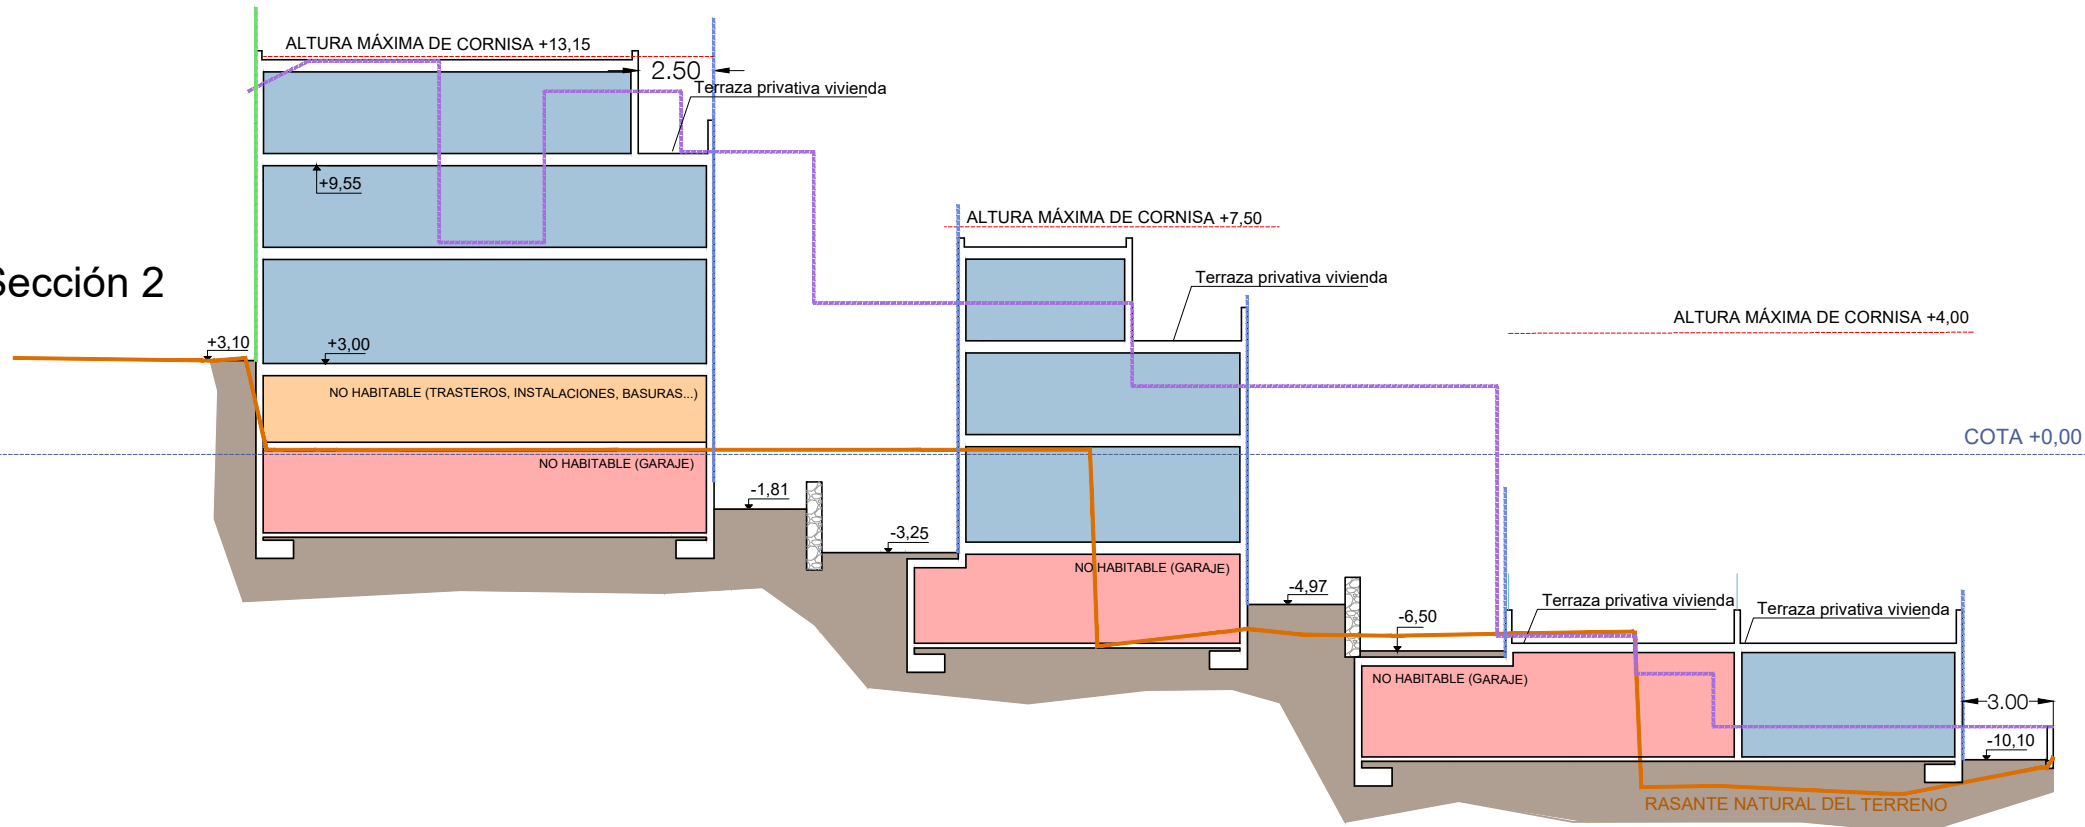 ALTURA MÁXIMA DE CORNISA +13,15
2.50
Terraza privativa vivienda
+9,55
ALTURA MÁXIMA DE CORNISA +7,50
Sección 2
Terraza privativa vivienda
ALTURA MÁXIMA DE CORNISA +4,00
+3,10
+3,00
NO HABITABLE (TRASTEROS, INSTALACIONES, BASURAS...)
COTA +0,00
NO HABITABLE (GARAJE)
-1,81
-3,25
NO HABITABLE (GARAJE)
-4,97
Terraza privativa vivienda
Terraza privativa vivienda
-6,50
NO HABITABLE (GARAJE)
3.00
-10,10
RASANTE NATURAL DEL TERRENO